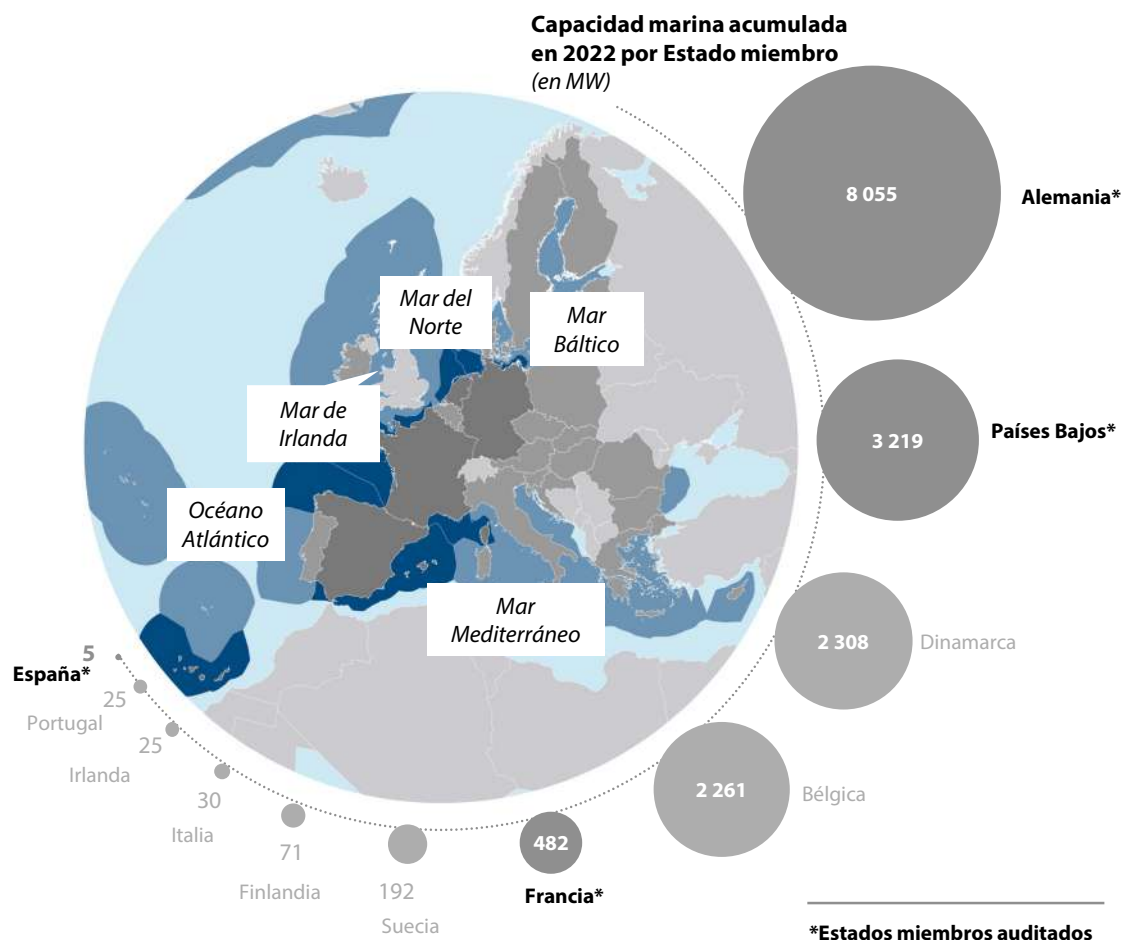 Capacidad marina acumulada
en 2022 por Estado miembro
(en MW)
8 055
Alemania*
Mar del
Norte
Mar
Báltico
Mar de
Irlanda
3 219
Países Bajos*
Océano
Atlántico
Mar
Mediterráneo
2 308
Dinamarca
5
España*
25
Portugal
25
Irlanda
30
Italia
71
Finlandia
192
Suecia
482
Francia*
2 261
Bélgica
*Estados miembros auditados